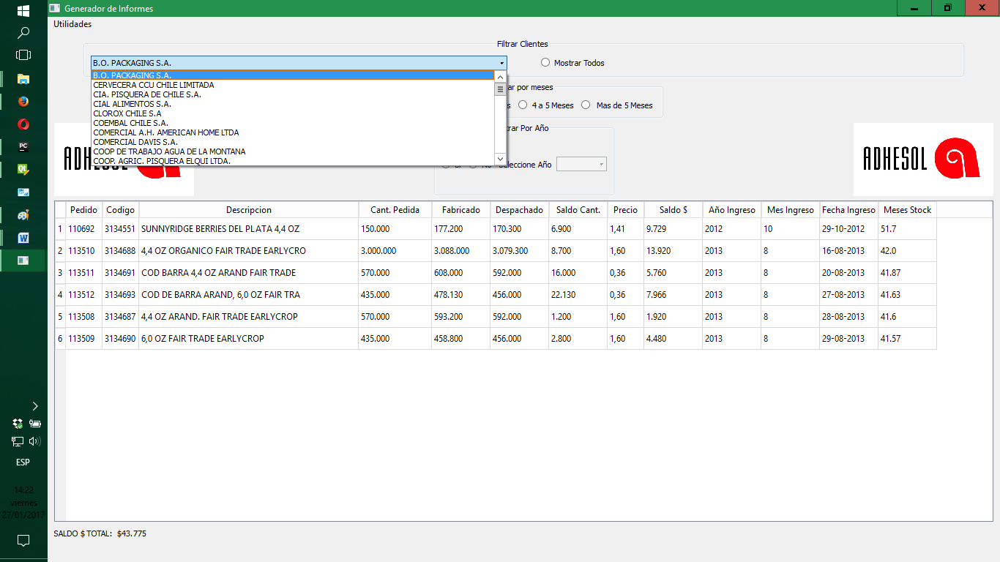 Generador de Informes
Utilidades
Filtrar Clientes
B.O. PACKAGING S.A.
Mostrar Todos
B.O. PACKAGING S.A.
CERVECERA CCU CHILE LIMITADA
CIA. PISQUERA DE CHILE S.A.
CIAL ALIMENTOS S.A.
CLOROX CHILE S.A
COEMBAL CHILE S.A.
COMERCIAL A.H. AMERICAN HOME LTDA
COMERCIAL DAVIS S.A.
COOP DE TRABAJO AGUA DE LA MONTANA
COOP. AGRIC. PISQUERA ELQUI LTDA.
por meses
4 a 5 Meses Mas de 5 Meses
Por Año
Año
ADHESOL
Pedido Codigo Descripcion Cant. Pedida Fabricado Despachado Saldo Cant. Precio Saldo $ Año Ingreso Mes Ingreso Fecha Ingreso Meses Stock
1 110692 3134551 SUNNYRIDGE BERRIES DEL PLATA 4,4 OZ 150.000 177.200 170.300 6.900 1,41 9.729 2012 10 29-10-2012 51.7
2 113510 3134688 4,4 OZ ORGANICO FAIR TRADE EARLYCRO 3.000.000 3.088.000 3.079.300 8.700 1,60 13.920 2013 8 16-08-2013 42.0
3 113511 3134691 COD BARRA 4,4 OZ ARAND FAIR TRADE 570.000 608.000 592.000 16.000 0,36 5.760 2013 8 20-08-2013 41.87
4 113512 3134693 COD DE BARRA ARAND, 6,0 OZ FAIR TRA 435.000 478.130 456.000 22.130 0,36 7.966 2013 8 27-08-2013 41.63
5 113508 3134687 4,4 OZ ARAND. FAIR TRADE EARLYCROP 570.000 593.200 592.000 1.200 1,60 1.920 2013 8 28-08-2013 41.6
6 113509 3134690 6,0 OZ FAIR TRADE EARLYCROP 435.000 458.800 456.000 2.800 1,60 4.480 2013 8 29-08-2013 41.57
SALDO $ TOTAL: $43.775
PC
Qt
W
ESP
14:22
viernes
27/01/2017